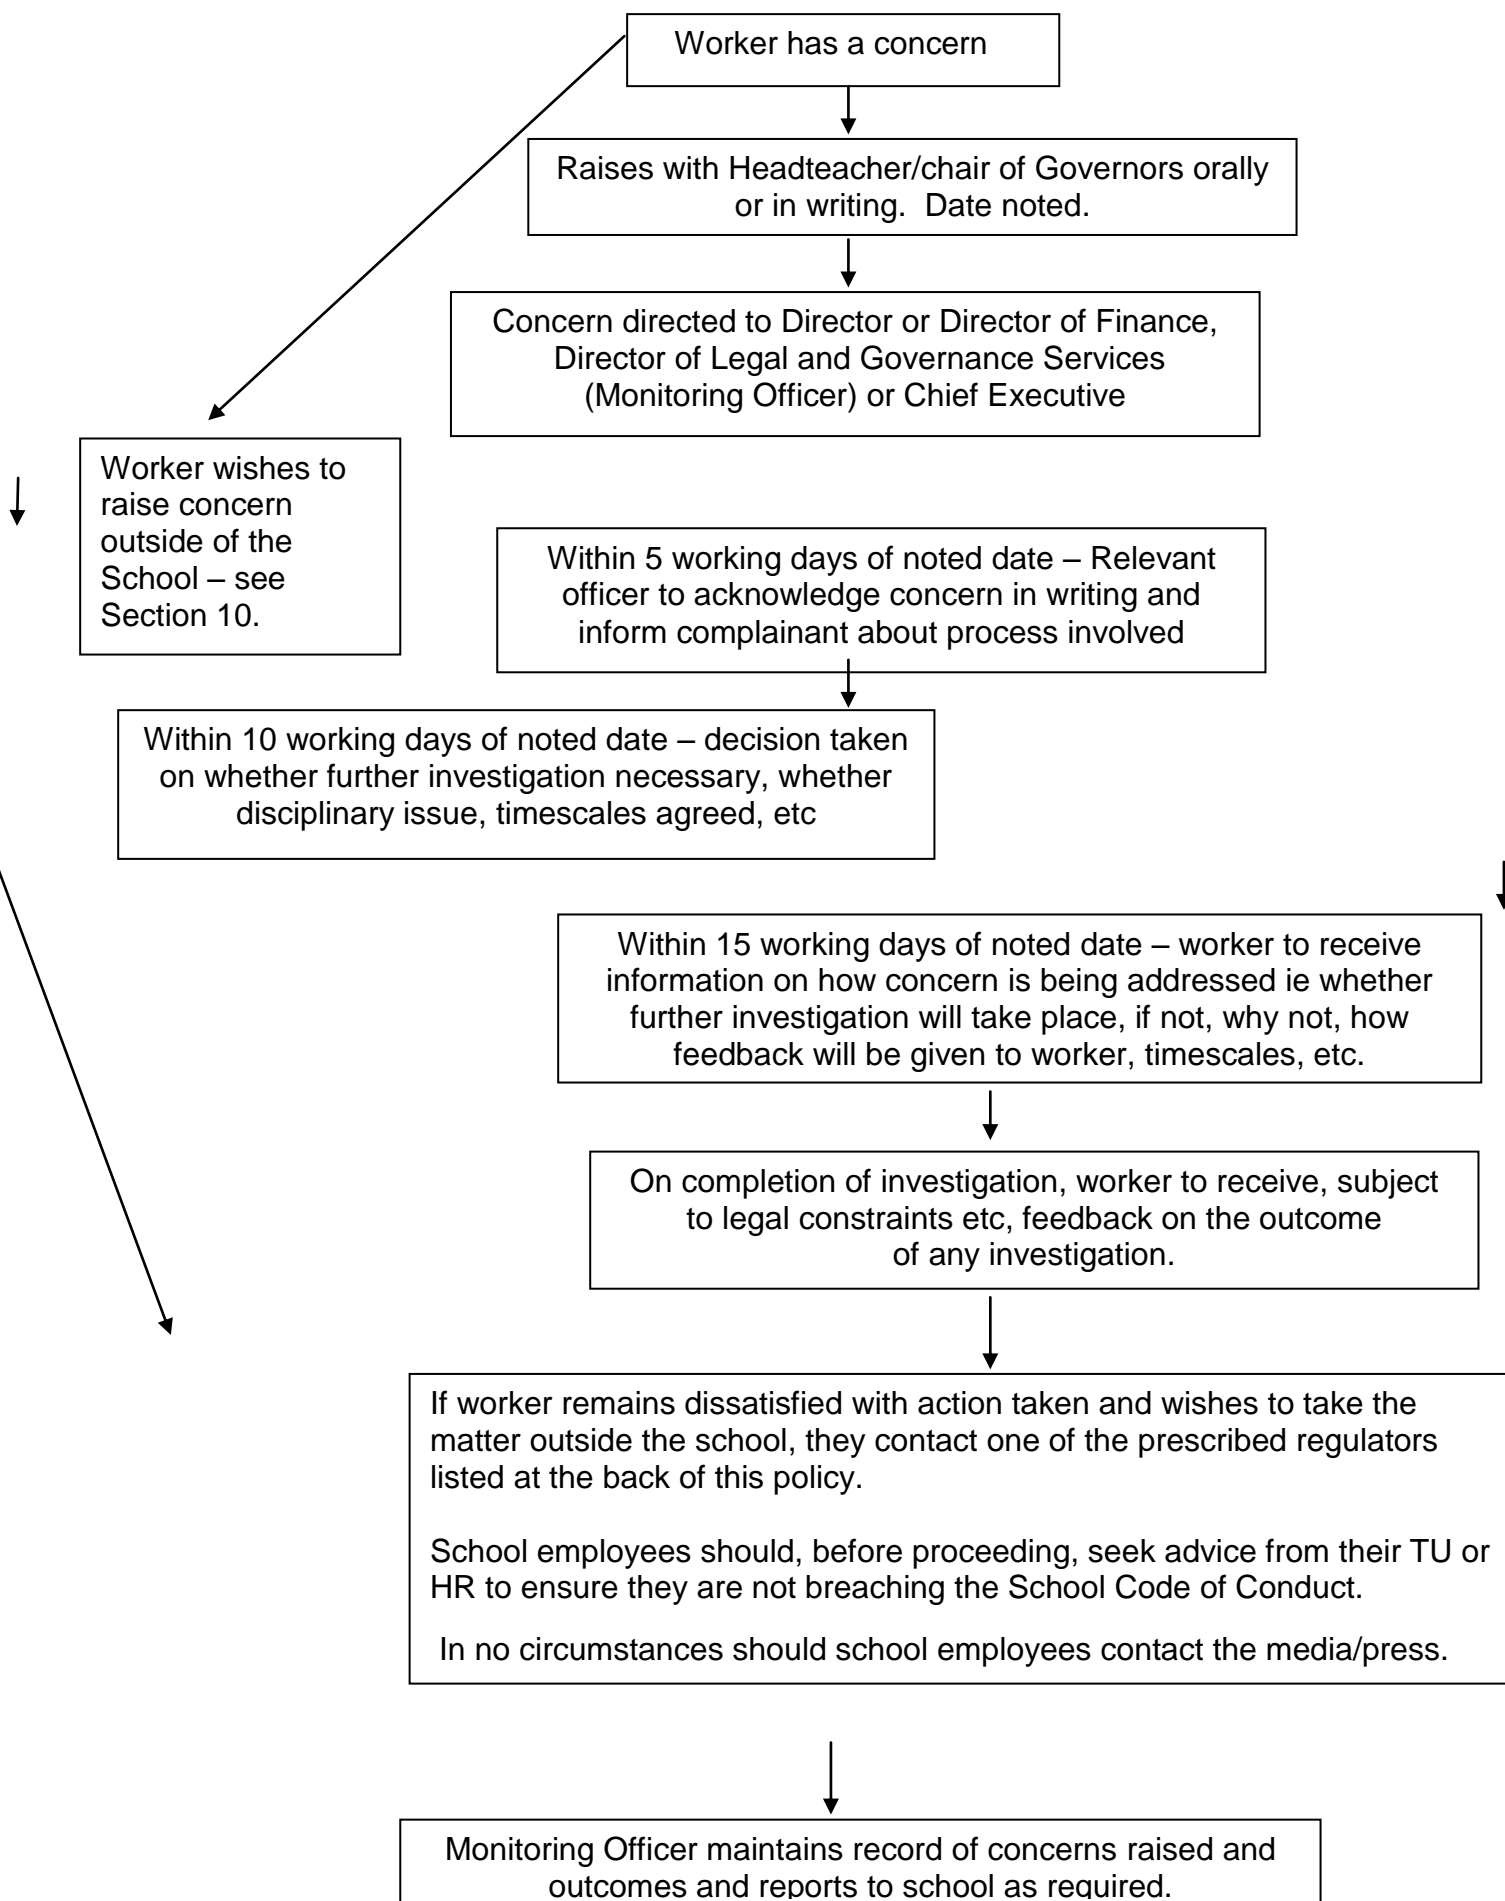 Worker has a concern
Raises with Headteacher/chair of Governors orally
or in writing.  Date noted.
Concern directed to Director or Director of Finance,
Director of Legal and Governance Services
(Monitoring Officer) or Chief Executive
Worker wishes to
raise concern
outside of the
School – see
Section 10.
Within 5 working days of noted date – Relevant
officer to acknowledge concern in writing and
inform complainant about process involved
Within 10 working days of noted date – decision taken
on whether further investigation necessary, whether
disciplinary issue, timescales agreed, etc
Within 15 working days of noted date – worker to receive
information on how concern is being addressed ie whether
further investigation will take place, if not, why not, how
feedback will be given to worker, timescales, etc.
On completion of investigation, worker to receive, subject
to legal constraints etc, feedback on the outcome
of any investigation.
If worker remains dissatisfied with action taken and wishes to take the
matter outside the school, they contact one of the prescribed regulators
listed at the back of this policy.
School employees should, before proceeding, seek advice from their TU or
HR to ensure they are not breaching the School Code of Conduct.
In no circumstances should school employees contact the media/press.
Monitoring Officer maintains record of concerns raised and
outcomes and reports to school as required.